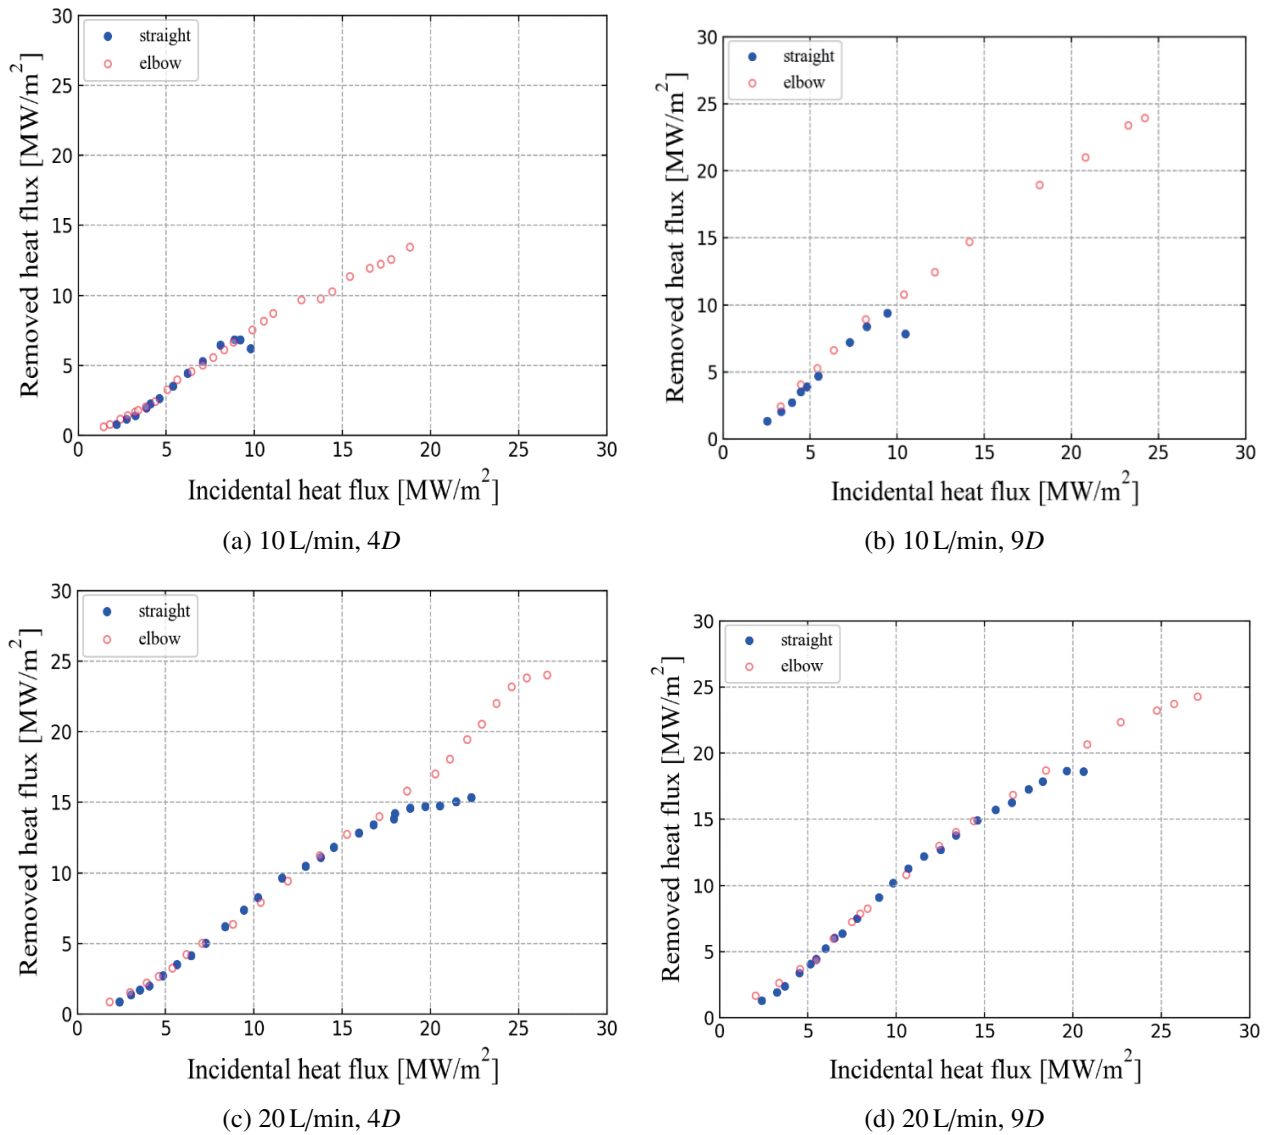 30
25
20
15
10
5
0
Removed heat flux [MW/m²]
straight
elbow
0 5 10 15 20 25 30
Incidental heat flux [MW/m²]
(a) 10 L/min, 4D
30
25
20
15
10
5
0
Removed heat flux [MW/m²]
straight
elbow
0 5 10 15 20 25 30
Incidental heat flux [MW/m²]
(b) 10 L/min, 9D
30
25
20
15
10
5
0
Removed heat flux [MW/m²]
straight
elbow
0 5 10 15 20 25 30
Incidental heat flux [MW/m²]
(c) 20 L/min, 4D
30
25
20
15
10
5
0
Removed heat flux [MW/m²]
straight
elbow
0 5 10 15 20 25 30
Incidental heat flux [MW/m²]
(d) 20 L/min, 9D